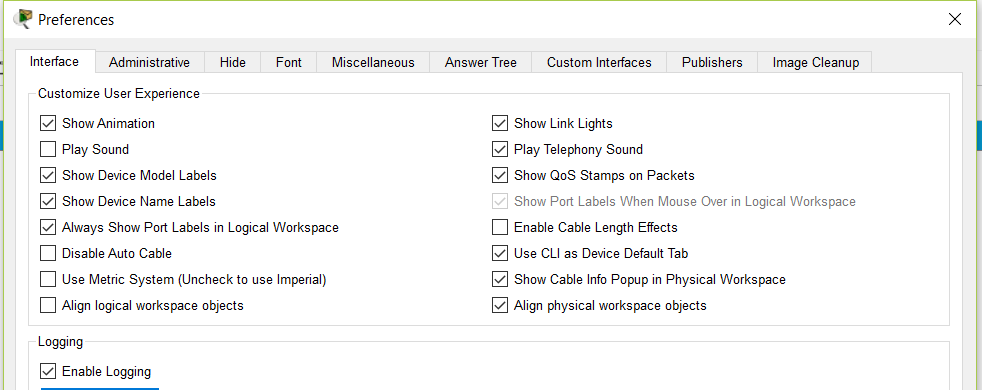 Preferences
Interface Administrative Hide Font Miscellaneous Answer Tree Custom Interfaces Publishers Image Cleanup
Customize User Experience
Show Animation Show Link Lights
Play Sound Play Telephony Sound
Show Device Model Labels Show QoS Stamps on Packets
Show Device Name Labels Show Port Labels When Mouse Over in Logical Workspace
Always Show Port Labels in Logical Workspace Enable Cable Length Effects
Disable Auto Cable Use CLI as Device Default Tab
Use Metric System (Uncheck to use Imperial) Show Cable Info Popup in Physical Workspace
Align logical workspace objects Align physical workspace objects
Logging
Enable Logging